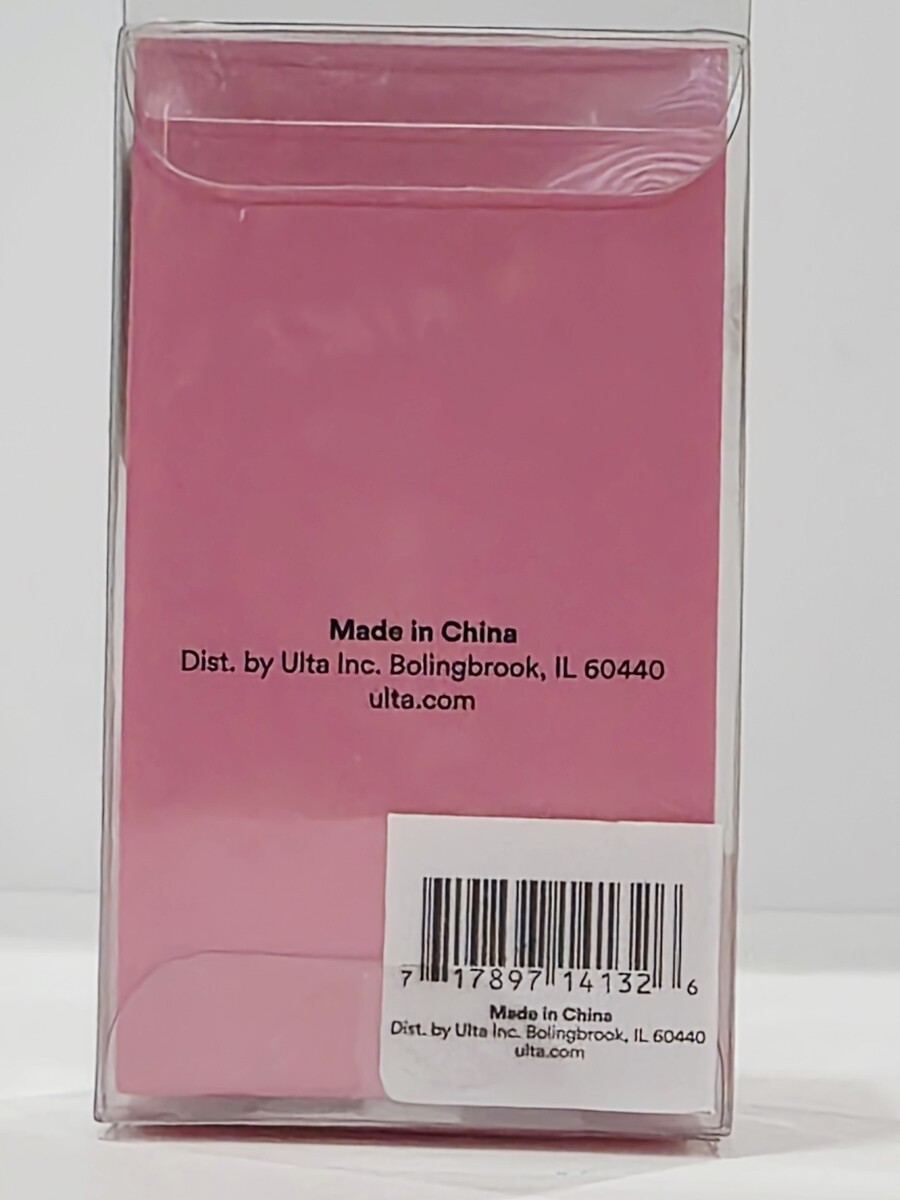 Made in China
Dist. by Ulta Inc. Bolingbrook, IL 60440
ulta.com
7 17897 14132 6
Made in China
Dist. by Ulta Inc. Bolingbrook, IL 60440
ulta.com